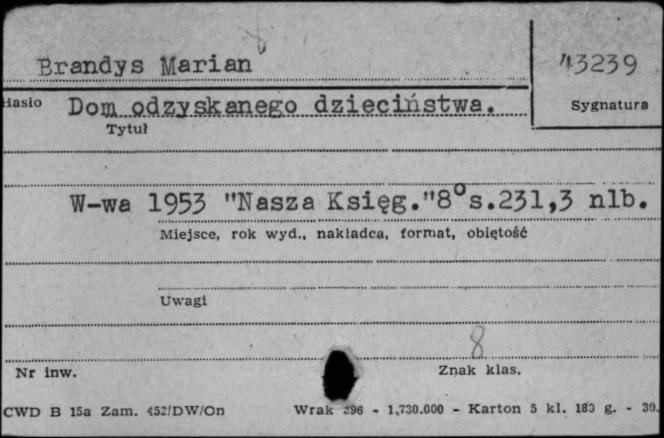 Brandys Marian
43239
Hasło
Dom odzyskanego dzieciństwa.
Sygnatura
Tytuł
W-wa 1953 "Nasza Księg." 8° s.231,3 nlb.
Miejsce, rok wyd., nakładca, format, objętość
Uwagi
8
Nr inw.
Znak klas.
CWD B 15a Zam. 452/DW/On Wrak 396 - 1,730.000 - Karton 5 kl. 180 g. - 30.